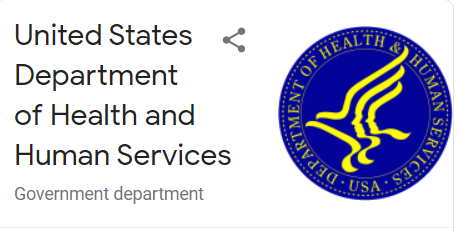 United States
Department
of Health and
Human Services
Government department
DEPARTMENT OF HEALTH & HUMAN SERVICES · USA ·